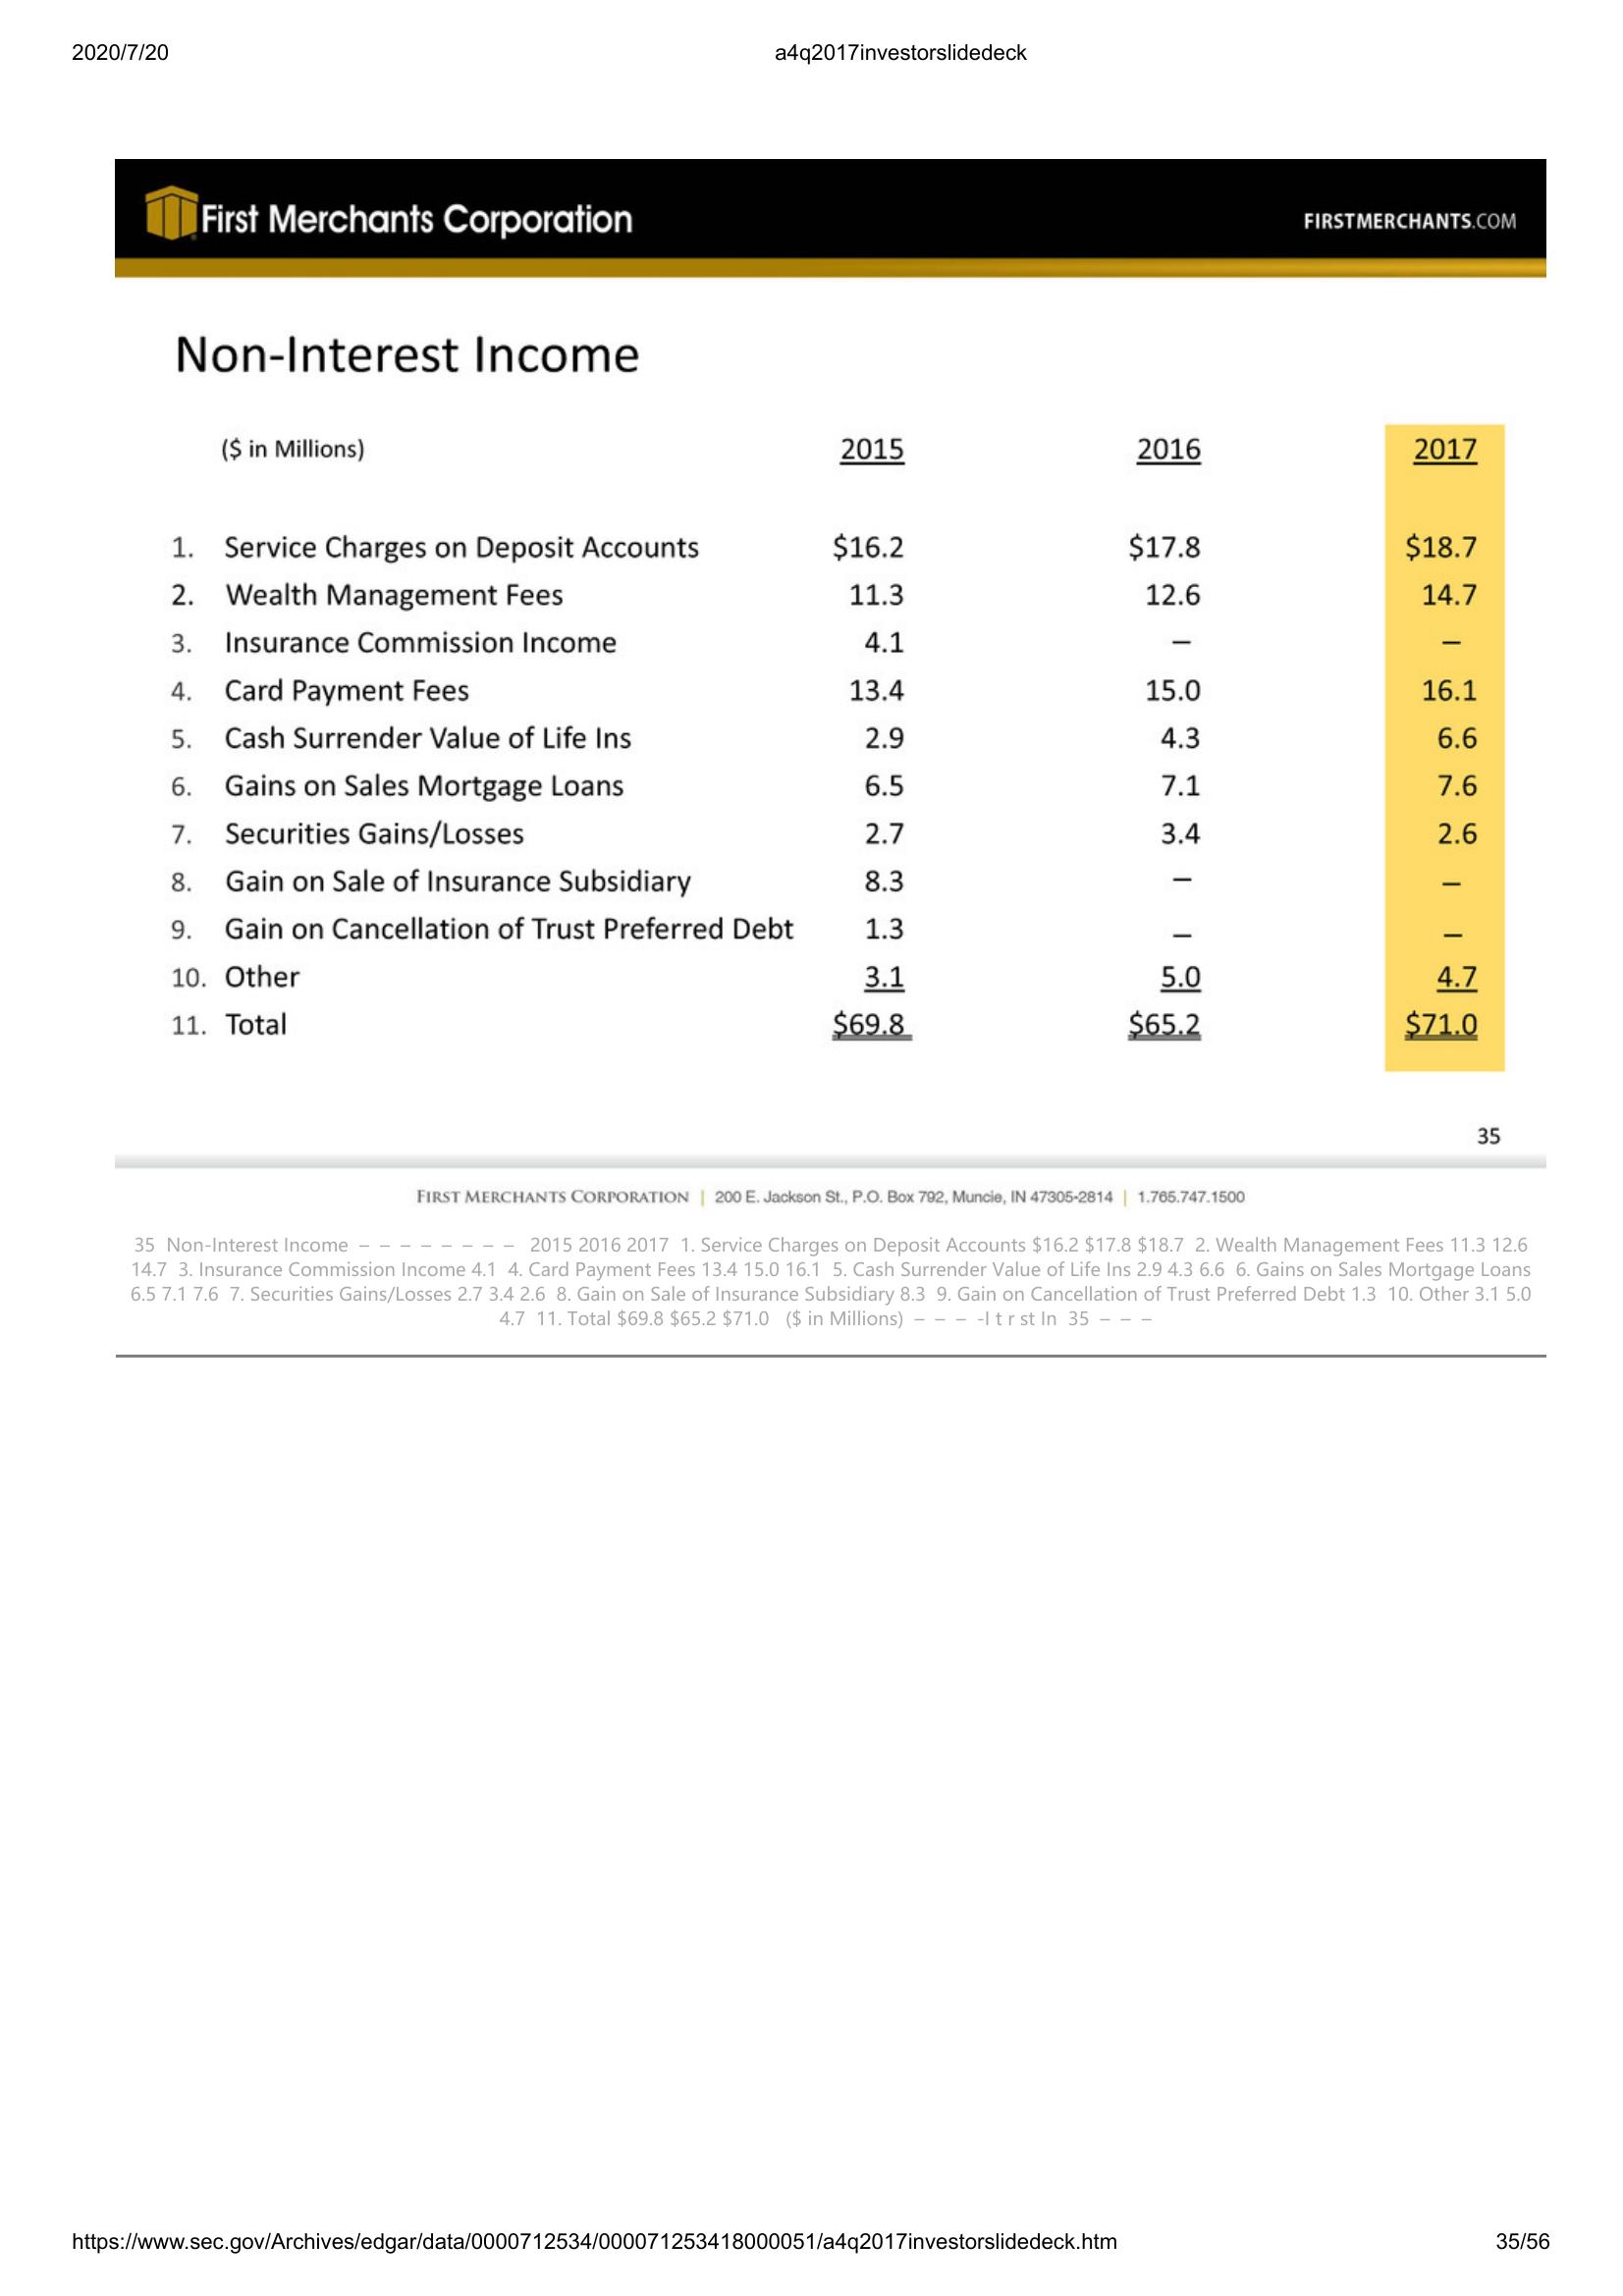 2020/7/20 a4q2017investorslidedeck
First Merchants Corporation FIRSTMERCHANTS.COM
Non-Interest Income
($ in Millions) 2015 2016 2017
1. Service Charges on Deposit Accounts $16.2 $17.8 $18.7
2. Wealth Management Fees 11.3 12.6 14.7
3. Insurance Commission Income 4.1 – –
4. Card Payment Fees 13.4 15.0 16.1
5. Cash Surrender Value of Life Ins 2.9 4.3 6.6
6. Gains on Sales Mortgage Loans 6.5 7.1 7.6
7. Securities Gains/Losses 2.7 3.4 2.6
8. Gain on Sale of Insurance Subsidiary 8.3 – –
9. Gain on Cancellation of Trust Preferred Debt 1.3 – –
10. Other 3.1 5.0 4.7
11. Total $69.8 $65.2 $71.0
35
FIRST MERCHANTS CORPORATION | 200 E. Jackson St., P.O. Box 792, Muncie, IN 47305-2814 | 1.765.747.1500
35 Non-Interest Income – – – – – – – – 2015 2016 2017 1. Service Charges on Deposit Accounts $16.2 $17.8 $18.7 2. Wealth Management Fees 11.3 12.6
14.7 3. Insurance Commission Income 4.1 4. Card Payment Fees 13.4 15.0 16.1 5. Cash Surrender Value of Life Ins 2.9 4.3 6.6 6. Gains on Sales Mortgage Loans
6.5 7.1 7.6 7. Securities Gains/Losses 2.7 3.4 2.6 8. Gain on Sale of Insurance Subsidiary 8.3 9. Gain on Cancellation of Trust Preferred Debt 1.3 10. Other 3.1 5.0
4.7 11. Total $69.8 $65.2 $71.0 ($ in Millions) – – – -I t r st In 35 – – –
https://www.sec.gov/Archives/edgar/data/0000712534/000071253418000051/a4q2017investorslidedeck.htm 35/56